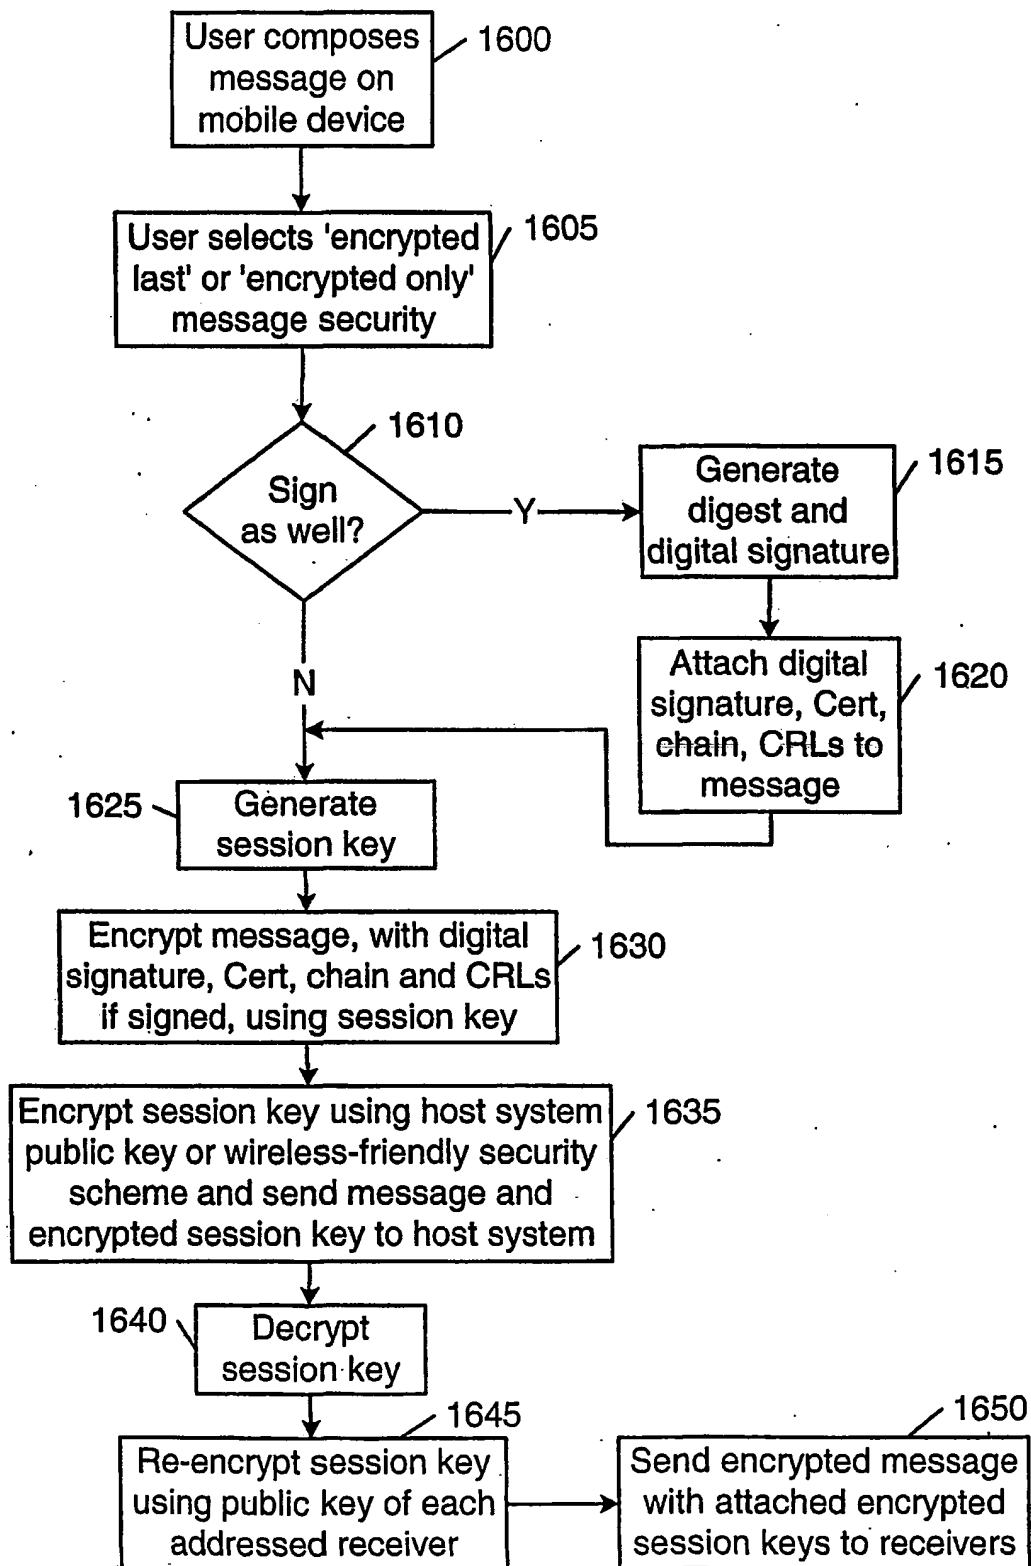 User composes
message on
mobile device
1600
User selects 'encrypted
last' or 'encrypted only'
message security
1605
1610
Sign
as well?
Y
N
Generate
digest and
digital signature
1615
Attach digital
signature, Cert,
chain, CRLs to
message
1620
1625
Generate
session key
Encrypt message, with digital
signature, Cert, chain and CRLs
if signed, using session key
1630
Encrypt session key using host system
public key or wireless-friendly security
scheme and send message and
encrypted session key to host system
1635
1640
Decrypt
session key
1645
Re-encrypt session key
using public key of each
addressed receiver
1650
Send encrypted message
with attached encrypted
session keys to receivers